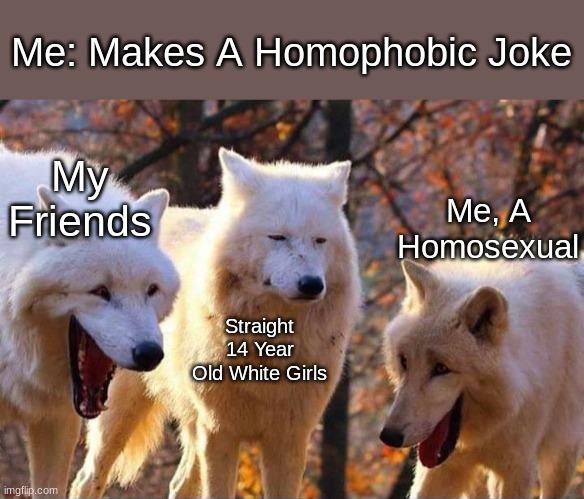 Me: Makes A Homophobic Joke
My
Friends
Me, A
Homosexual
Straight
14 Year
Old White Girls
imgflip.com